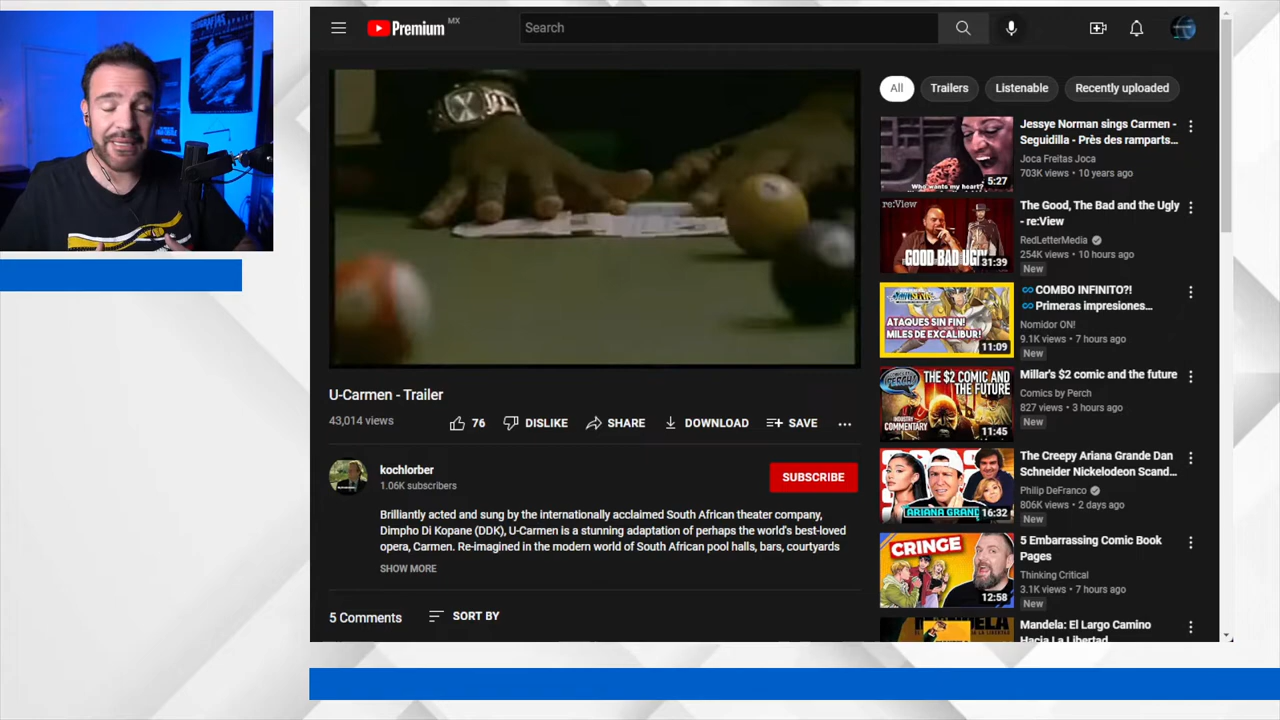 Premium MX
Search
All
Trailers
Listenable
Recently uploaded
Who wants my heart?
5:27
Jessye Norman sings Carmen -
Seguidilla - Près des ramparts...
Joca Freitas Joca
703K views • 10 years ago
re:View
GOOD BAD UGLY
31:39
The Good, The Bad and the Ugly
- re:View
RedLetterMedia
254K views • 10 hours ago
New
ATAQUES SIN FIN!
MILES DE EXCALIBUR!
11:09
∞ COMBO INFINITO?!
∞ Primeras impresiones...
Nomidor ON!
9.1K views • 7 hours ago
New
THE $2 COMIC AND
THE FUTURE
INDUSTRY
COMMENTARY
11:45
Millar's $2 comic and the future
Comics by Perch
827 views • 3 hours ago
New
ARIANA GRANDE
16:32
The Creepy Ariana Grande Dan
Schneider Nickelodeon Scand...
Philip DeFranco
806K views • 2 days ago
New
CRINGE
12:58
5 Embarrassing Comic Book
Pages
Thinking Critical
3.1K views • 7 hours ago
New
Mandela: El Largo Camino
Hacia La Libertad
U-Carmen - Trailer
43,014 views
76
DISLIKE
SHARE
DOWNLOAD
SAVE
kochlorber
1.06K subscribers
SUBSCRIBE
Brilliantly acted and sung by the internationally acclaimed South African theater company,
Dimpho Di Kopane (DDK), U-Carmen is a stunning adaptation of perhaps the world's best-loved
opera, Carmen. Re-imagined in the modern world of South African pool halls, bars, courtyards
SHOW MORE
5 Comments
SORT BY